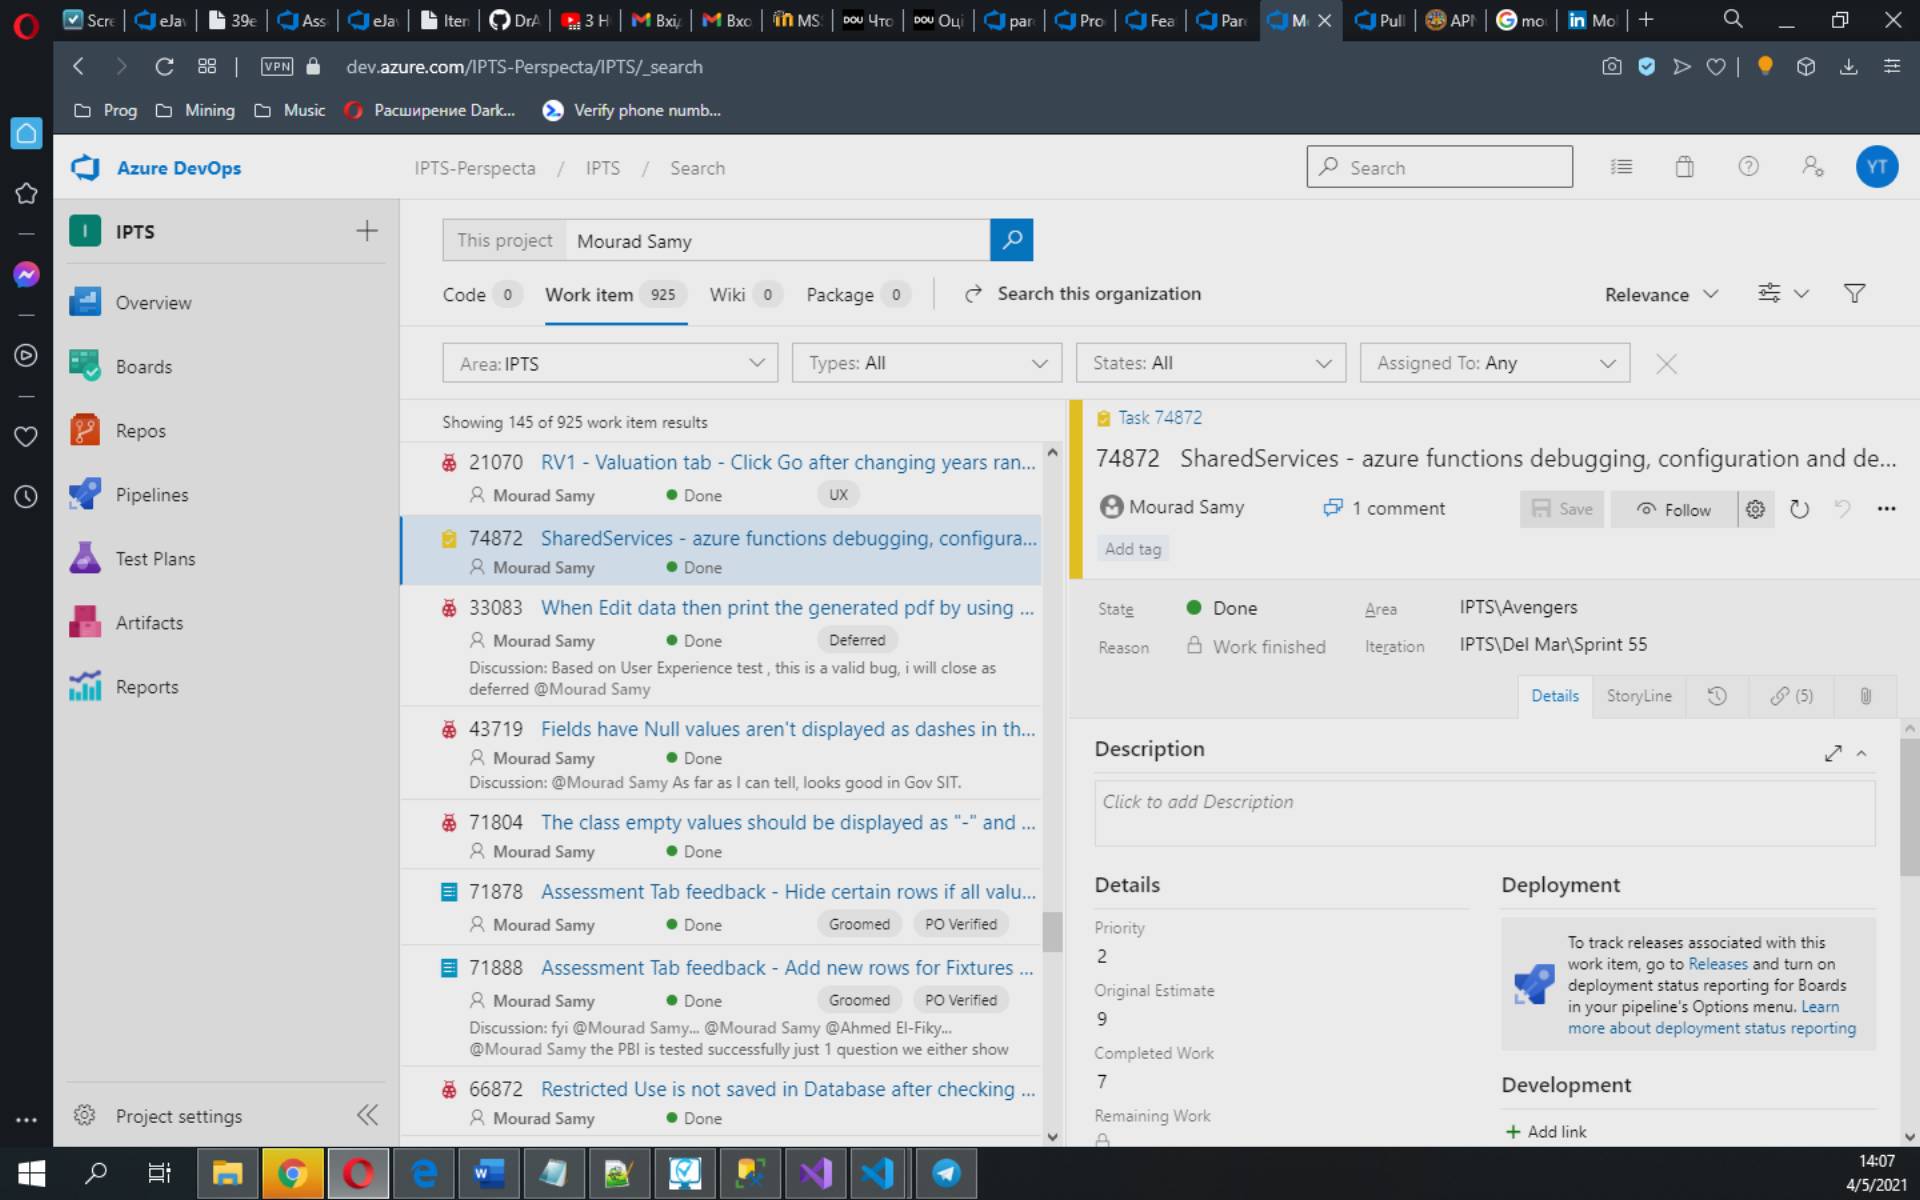 Scre
eJav
39e
Ass
eJav
Iten
DrA
3 Н
Вхі
Вхо
MS:
DOU Что
DOU Оці
par
Pro
Fea
Par
M
Pull
API
mo
in Mo
VPN
dev.azure.com/IPTS-Perspecta/IPTS/_search
Prog
Mining
Music
Расширение Dark...
Verify phone numb...
Azure DevOps
IPTS-Perspecta / IPTS / Search
Search
YT
I IPTS
This project Mourad Samy
Code 0 Work item 925 Wiki 0 Package 0 Search this organization
Relevance
Overview
Boards
Repos
Pipelines
Test Plans
Artifacts
Reports
Project settings
Area: IPTS
Types: All
States: All
Assigned To: Any
Showing 145 of 925 work item results
21070 RV1 - Valuation tab - Click Go after changing years ran...
Mourad Samy Done UX
74872 SharedServices - azure functions debugging, configura...
Mourad Samy Done
33083 When Edit data then print the generated pdf by using ...
Mourad Samy Done Deferred
Discussion: Based on User Experience test , this is a valid bug, i will close as
deferred @Mourad Samy
43719 Fields have Null values aren't displayed as dashes in th...
Mourad Samy Done
Discussion: @Mourad Samy As far as I can tell, looks good in Gov SIT.
71804 The class empty values should be displayed as "-" and ...
Mourad Samy Done
71878 Assessment Tab feedback - Hide certain rows if all valu...
Mourad Samy Done Groomed PO Verified
71888 Assessment Tab feedback - Add new rows for Fixtures ...
Mourad Samy Done Groomed PO Verified
Discussion: fyi @Mourad Samy... @Mourad Samy @Ahmed El-Fiky...
@Mourad Samy the PBI is tested successfully just 1 question we either show
66872 Restricted Use is not saved in Database after checking ...
Mourad Samy Done
Task 74872
74872 SharedServices - azure functions debugging, configuration and de...
Mourad Samy
1 comment
Save
Follow
Add tag
State Done
Area IPTS\Avengers
Reason Work finished
Iteration IPTS\Del Mar\Sprint 55
Details
StoryLine
(5)
Description
Click to add Description
Details
Priority
2
Original Estimate
9
Completed Work
7
Remaining Work
Deployment
To track releases associated with this
work item, go to Releases and turn on
deployment status reporting for Boards
in your pipeline's Options menu. Learn
more about deployment status reporting
Development
+ Add link
14:07
4/5/2021